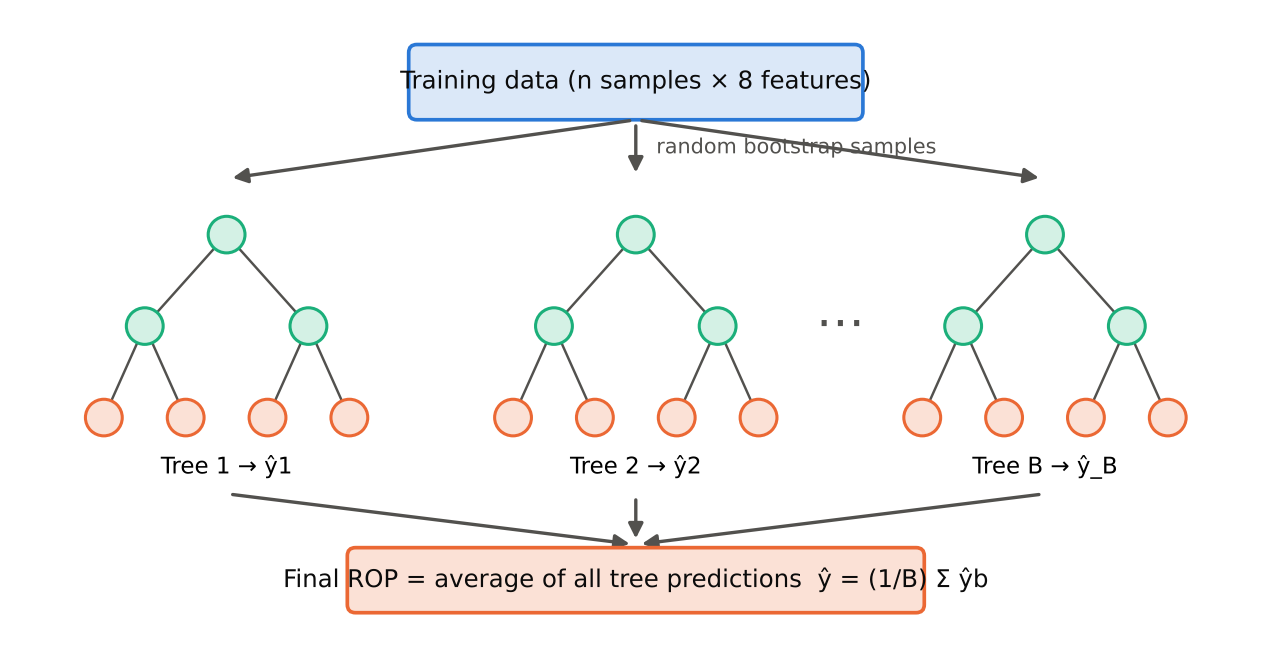 Training data (n samples × 8 features)
random bootstrap samples
...
Tree 1 → ŷ1
Tree 2 → ŷ2
Tree B → ŷ_B
Final ROP = average of all tree predictions  ŷ = (1/B) Σ ŷb